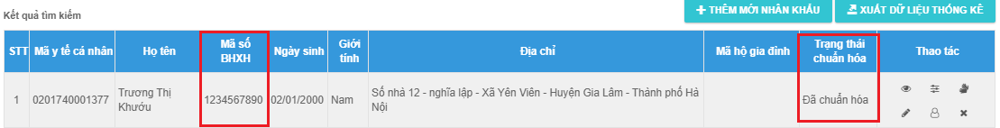 Kết quả tìm kiếm
THÊM MỚI NHÂN KHẨU
XUẤT DỮ LIỆU THỐNG KÊ
STT Mã y tế cá nhân Họ tên Mã số BHXH Ngày sinh Giới tính Địa chỉ Mã hộ gia đình Trạng thái chuẩn hóa Thao tác
1 0201740001377 Trương Thị Khướu 1234567890 02/01/2000 Nam Số nhà 12 - nghĩa lập - Xã Yên Viên - Huyện Gia Lâm - Thành phố Hà Nội Đã chuẩn hóa